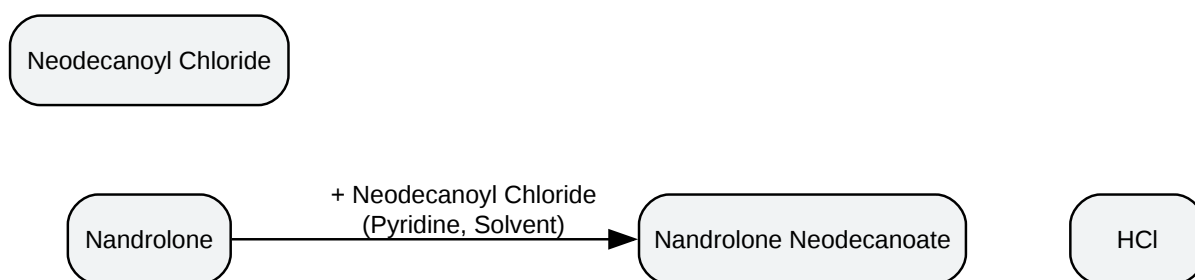 Neodecanoyl Chloride
+ Neodecanoyl Chloride
(Pyridine, Solvent)
Nandrolone
Nandrolone Neodecanoate
HCl